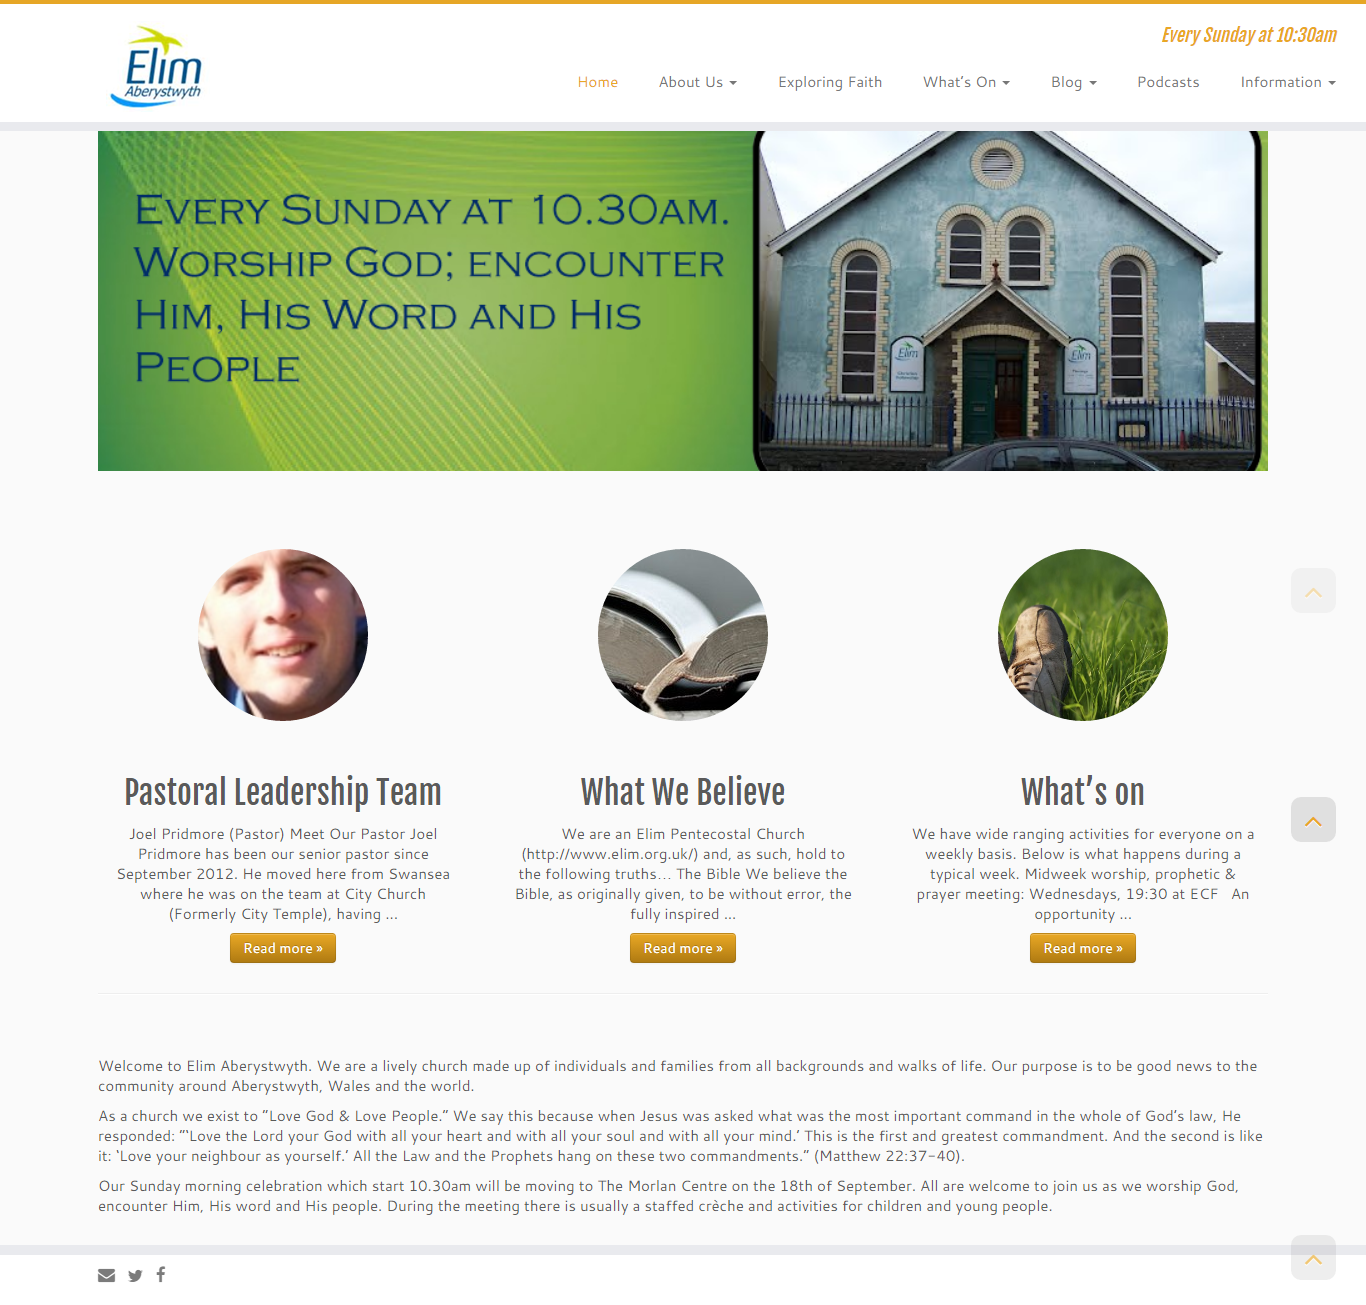 Elim
Aberystwyth
Every Sunday at 10:30am
Home About Us Exploring Faith What's On Blog Podcasts Information
Every Sunday at 10.30am.
Worship God; encounter
Him, His Word and His
People
Elim
Elim
Pastoral Leadership Team
Joel Pridmore (Pastor) Meet Our Pastor Joel
Pridmore has been our senior pastor since
September 2012. He moved here from Swansea
where he was on the team at City Church
(Formerly City Temple), having ...
Read more »
What We Believe
We are an Elim Pentecostal Church
(http://www.elim.org.uk/) and, as such, hold to
the following truths… The Bible We believe the
Bible, as originally given, to be without error, the
fully inspired ...
Read more »
What's on
We have wide ranging activities for everyone on a
weekly basis. Below is what happens during a
typical week. Midweek worship, prophetic &
prayer meeting: Wednesdays, 19:30 at ECF An
opportunity ...
Read more »
Welcome to Elim Aberystwyth. We are a lively church made up of individuals and families from all backgrounds and walks of life. Our purpose is to be good news to the
community around Aberystwyth, Wales and the world.
As a church we exist to “Love God & Love People.” We say this because when Jesus was asked what was the most important command in the whole of God’s law, He
responded: “‘Love the Lord your God with all your heart and with all your soul and with all your mind.’ This is the first and greatest commandment. And the second is like
it: ‘Love your neighbour as yourself.’ All the Law and the Prophets hang on these two commandments.” (Matthew 22:37-40).
Our Sunday morning celebration which start 10.30am will be moving to The Morlan Centre on the 18th of September. All are welcome to join us as we worship God,
encounter Him, His word and His people. During the meeting there is usually a staffed crèche and activities for children and young people.